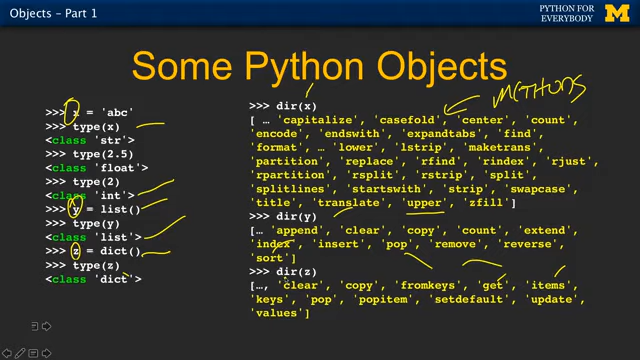 Objects – Part 1
PYTHON FOR
EVERYBODY
M
Some Python Objects
>>> x = 'abc'
>>> type(x)
<class 'str'>
>>> type(2.5)
<class 'float'>
>>> type(2)
<class 'int'>
>>> y = list()
>>> type(y)
<class 'list'>
>>> z = dict()
>>> type(z)
<class 'dict'>
METHODS
>>> dir(x)
[ … 'capitalize', 'casefold', 'center', 'count',
'encode', 'endswith', 'expandtabs', 'find',
'format', … 'lower', 'lstrip', 'maketrans',
'partition', 'replace', 'rfind', 'rindex', 'rjust',
'rpartition', 'rsplit', 'rstrip', 'split',
'splitlines', 'startswith', 'strip', 'swapcase',
'title', 'translate', 'upper', 'zfill']
>>> dir(y)
[… 'append', 'clear', 'copy', 'count', 'extend',
'index', 'insert', 'pop', 'remove', 'reverse',
'sort']
>>> dir(z)
[…, 'clear', 'copy', 'fromkeys', 'get', 'items',
'keys', 'pop', 'popitem', 'setdefault', 'update',
'values']